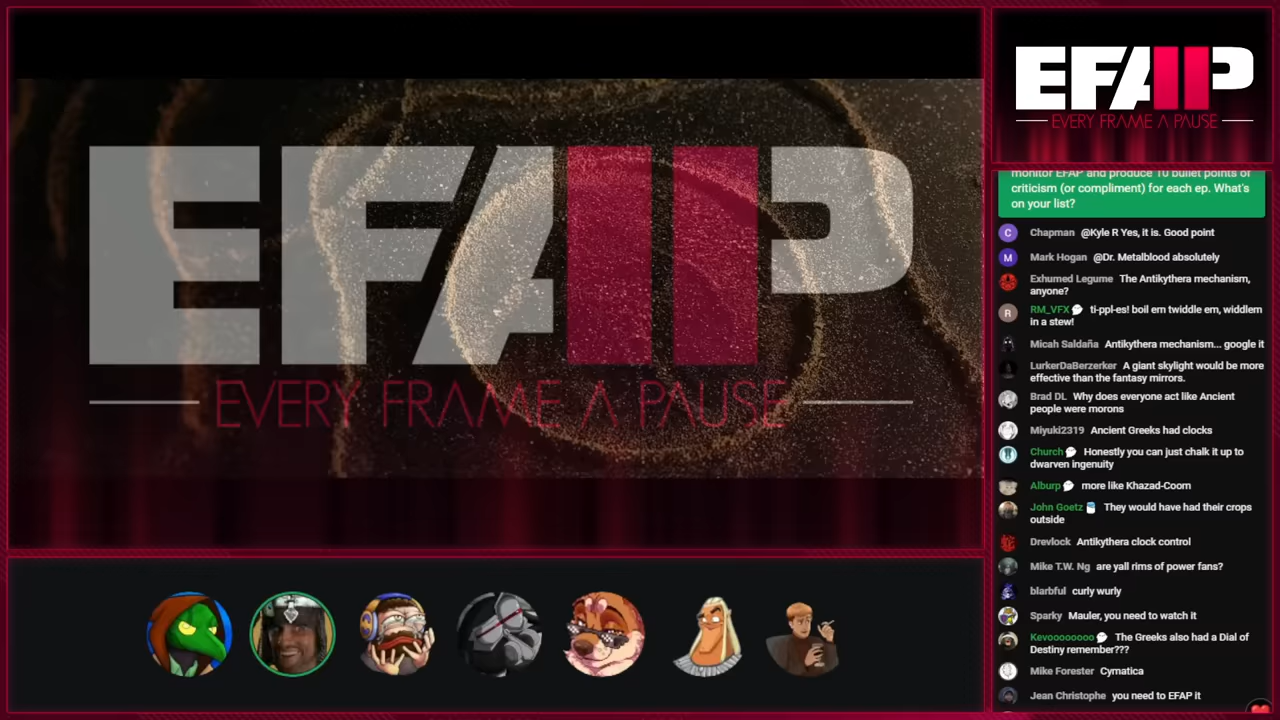 EFAP
EVERY FRAME A PAUSE
EFAP
EVERY FRAME A PAUSE
monitor EFAP and produce 10 bullet points of
criticism (or compliment) for each ep. What's
on your list?
C Chapman @Kyle R Yes, it is. Good point
M Mark Hogan @Dr. Metalblood absolutely
Exhumed Legume The Antikythera mechanism,
anyone?
R RM_VFX ti-ppl-es! boil em twiddle em, widdlem
in a stew!
Micah Saldaña Antikythera mechanism... google it
LurkerDaBerzerker A giant skylight would be more
effective than the fantasy mirrors.
Brad DL Why does everyone act like Ancient
people were morons
Miyuki2319 Ancient Greeks had clocks
Church Honestly you can just chalk it up to
dwarven ingenuity
Alburp more like Khazad-Coom
John Goetz They would have had their crops
outside
Drevlock Antikythera clock control
Mike T.W. Ng are yall rims of power fans?
blarbful curly wurly
Sparky Mauler, you need to watch it
Kevoooooooo The Greeks also had a Dial of
Destiny remember???
Mike Forester Cymatica
Jean Christophe you need to EFAP it